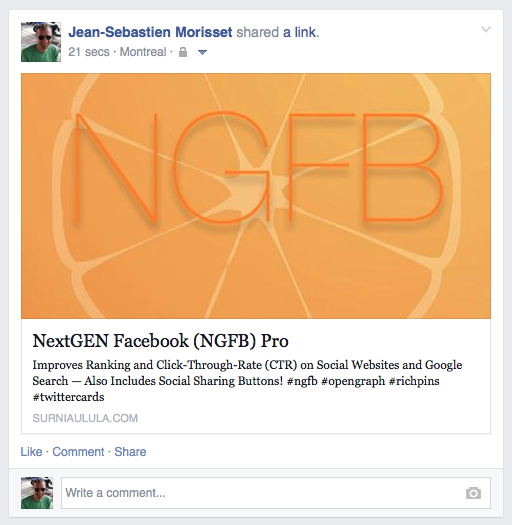 Jean-Sebastien Morisset shared a link.
21 secs · Montreal ·
NGFB
NextGEN Facebook (NGFB) Pro
Improves Ranking and Click-Through-Rate (CTR) on Social Websites and Google
Search — Also Includes Social Sharing Buttons! #ngfb #opengraph #richpins
#twittercards
SURNIAULULA.COM
Like · Comment · Share
Write a comment...